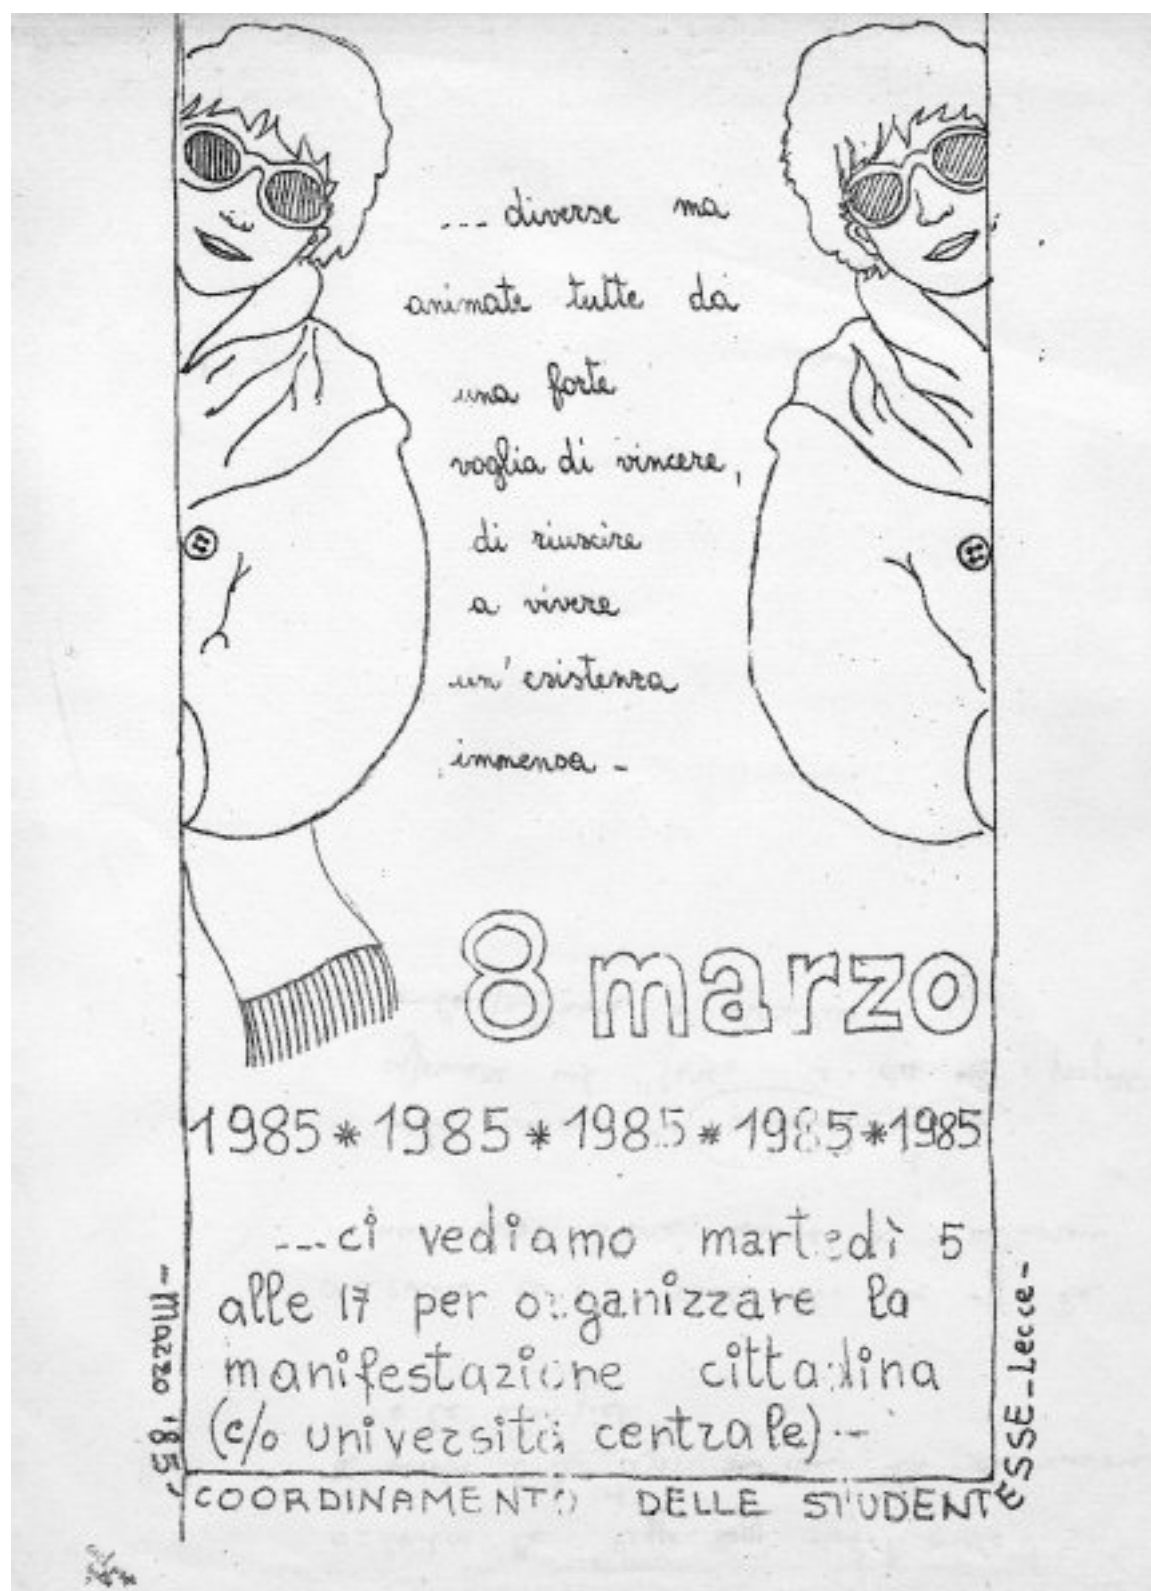 ...diverse ma
animate tutte da
una forte
voglia di vincere,
di riuscire
a vivere
un'esistenza
immensa -
8 marzo
1985 * 1985 * 1985 * 1985 * 1985
...ci vediamo martedì 5
alle 17 per organizzare la
manifestazione cittadina
(c/o università centrale) --
- Marzo '85 -
COORDINAMENTO DELLE STUDENTESSE - Lecce -